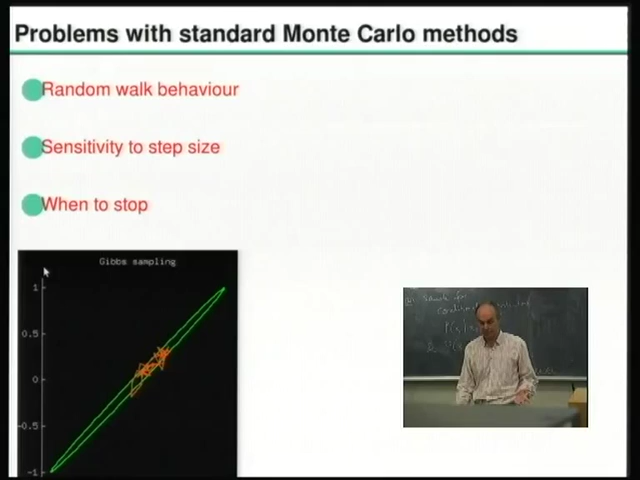 Problems with standard Monte Carlo methods
Random walk behaviour
Sensitivity to step size
When to stop
Gibbs sampling
1
0.5
0
-0.5
-1